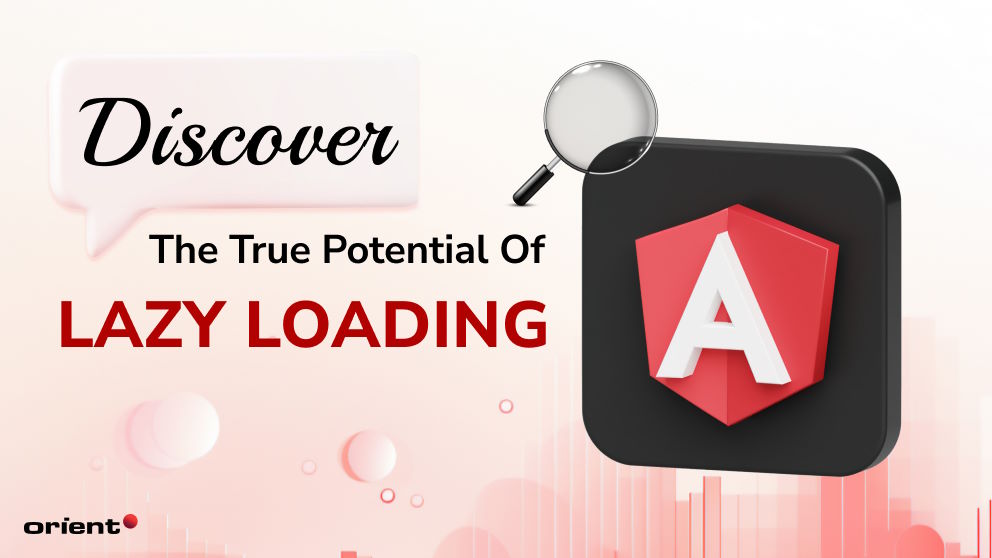 Discover
The True Potential Of
LAZY LOADING
A
orient